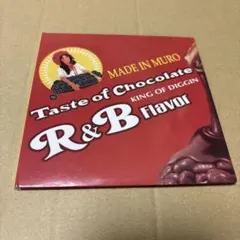 MADE IN MURO
Taste of Chocolate
KING OF DIGGIN
R&B Flavor